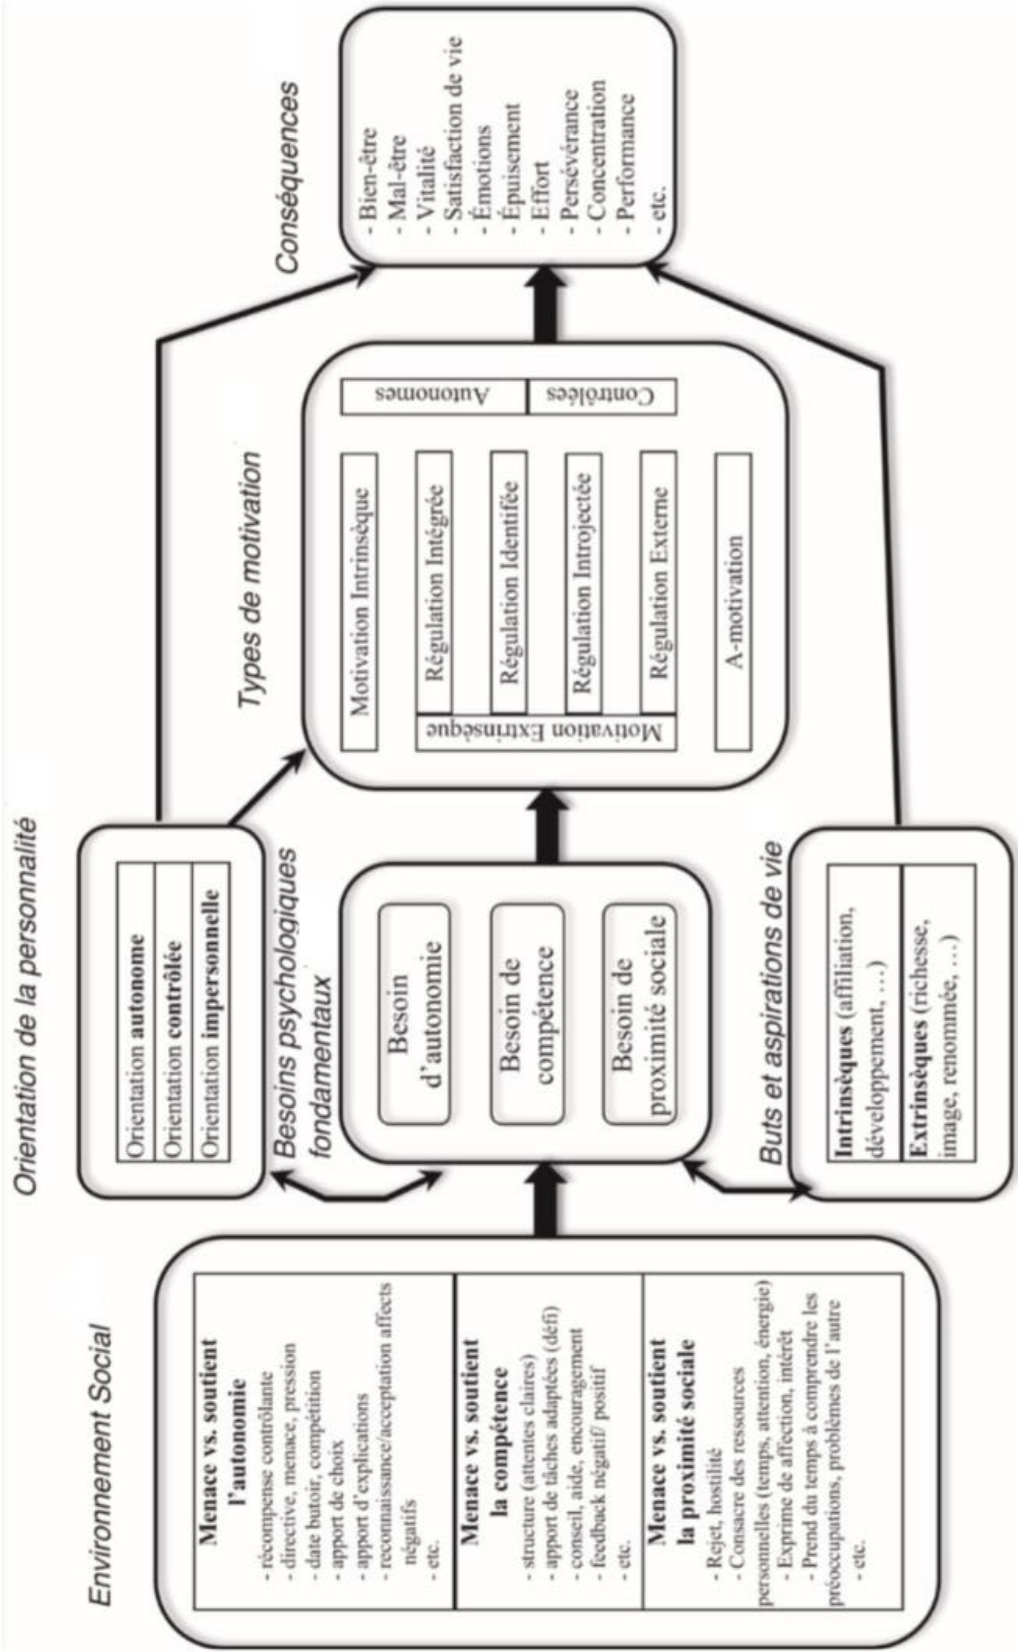 Orientation de la personnalité
Orientation autonome
Orientation contrôlée
Orientation impersonnelle
Environnement Social
Menace vs. soutient
l'autonomie
- récompense contrôlante
- directive, menace, pression
- date butoir, compétition
- apport de choix
- apport d'explications
- reconnaissance/acceptation affects
négatifs
- etc.
Menace vs. soutient
la compétence
- structure (attentes claires)
- apport de tâches adaptées (défi)
- conseil, aide, encouragement
- feedback négatif/ positif
- etc.
Menace vs. soutient
la proximité sociale
- Rejet, hostilité
- Consacre des ressources
personnelles (temps, attention, énergie)
- Exprime de affection, intérêt
- Prend du temps à comprendre les
préoccupations, problèmes de l'autre
- etc.
Besoins psychologiques
fondamentaux
Besoin
d'autonomie
Besoin de
compétence
Besoin de
proximité sociale
Buts et aspirations de vie
Intrinsèques (affiliation,
développement, …)
Extrinsèques (richesse,
image, renommée, …)
Types de motivation
Motivation Intrinsèque
Motivation Extrinsèque
Régulation Intégrée
Régulation Identifée
Régulation Introjectée
Régulation Externe
A-motivation
Autonomes
Contrôlées
Conséquences
- Bien-être
- Mal-être
- Vitalité
- Satisfaction de vie
- Émotions
- Épuisement
- Effort
- Persévérance
- Concentration
- Performance
- etc.